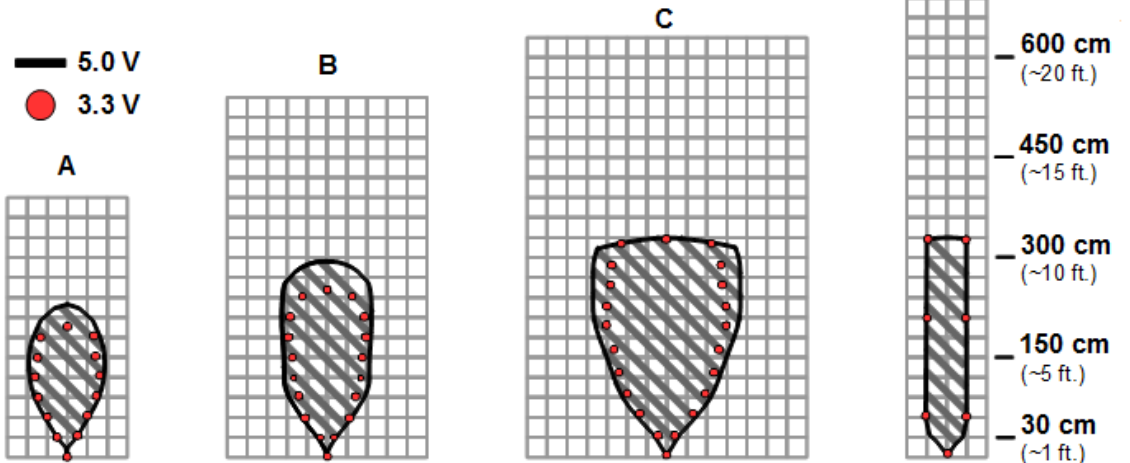 5.0 V
3.3 V
A
B
C
600 cm
(~20 ft.)
450 cm
(~15 ft.)
300 cm
(~10 ft.)
150 cm
(~5 ft.)
30 cm
(~1 ft.)